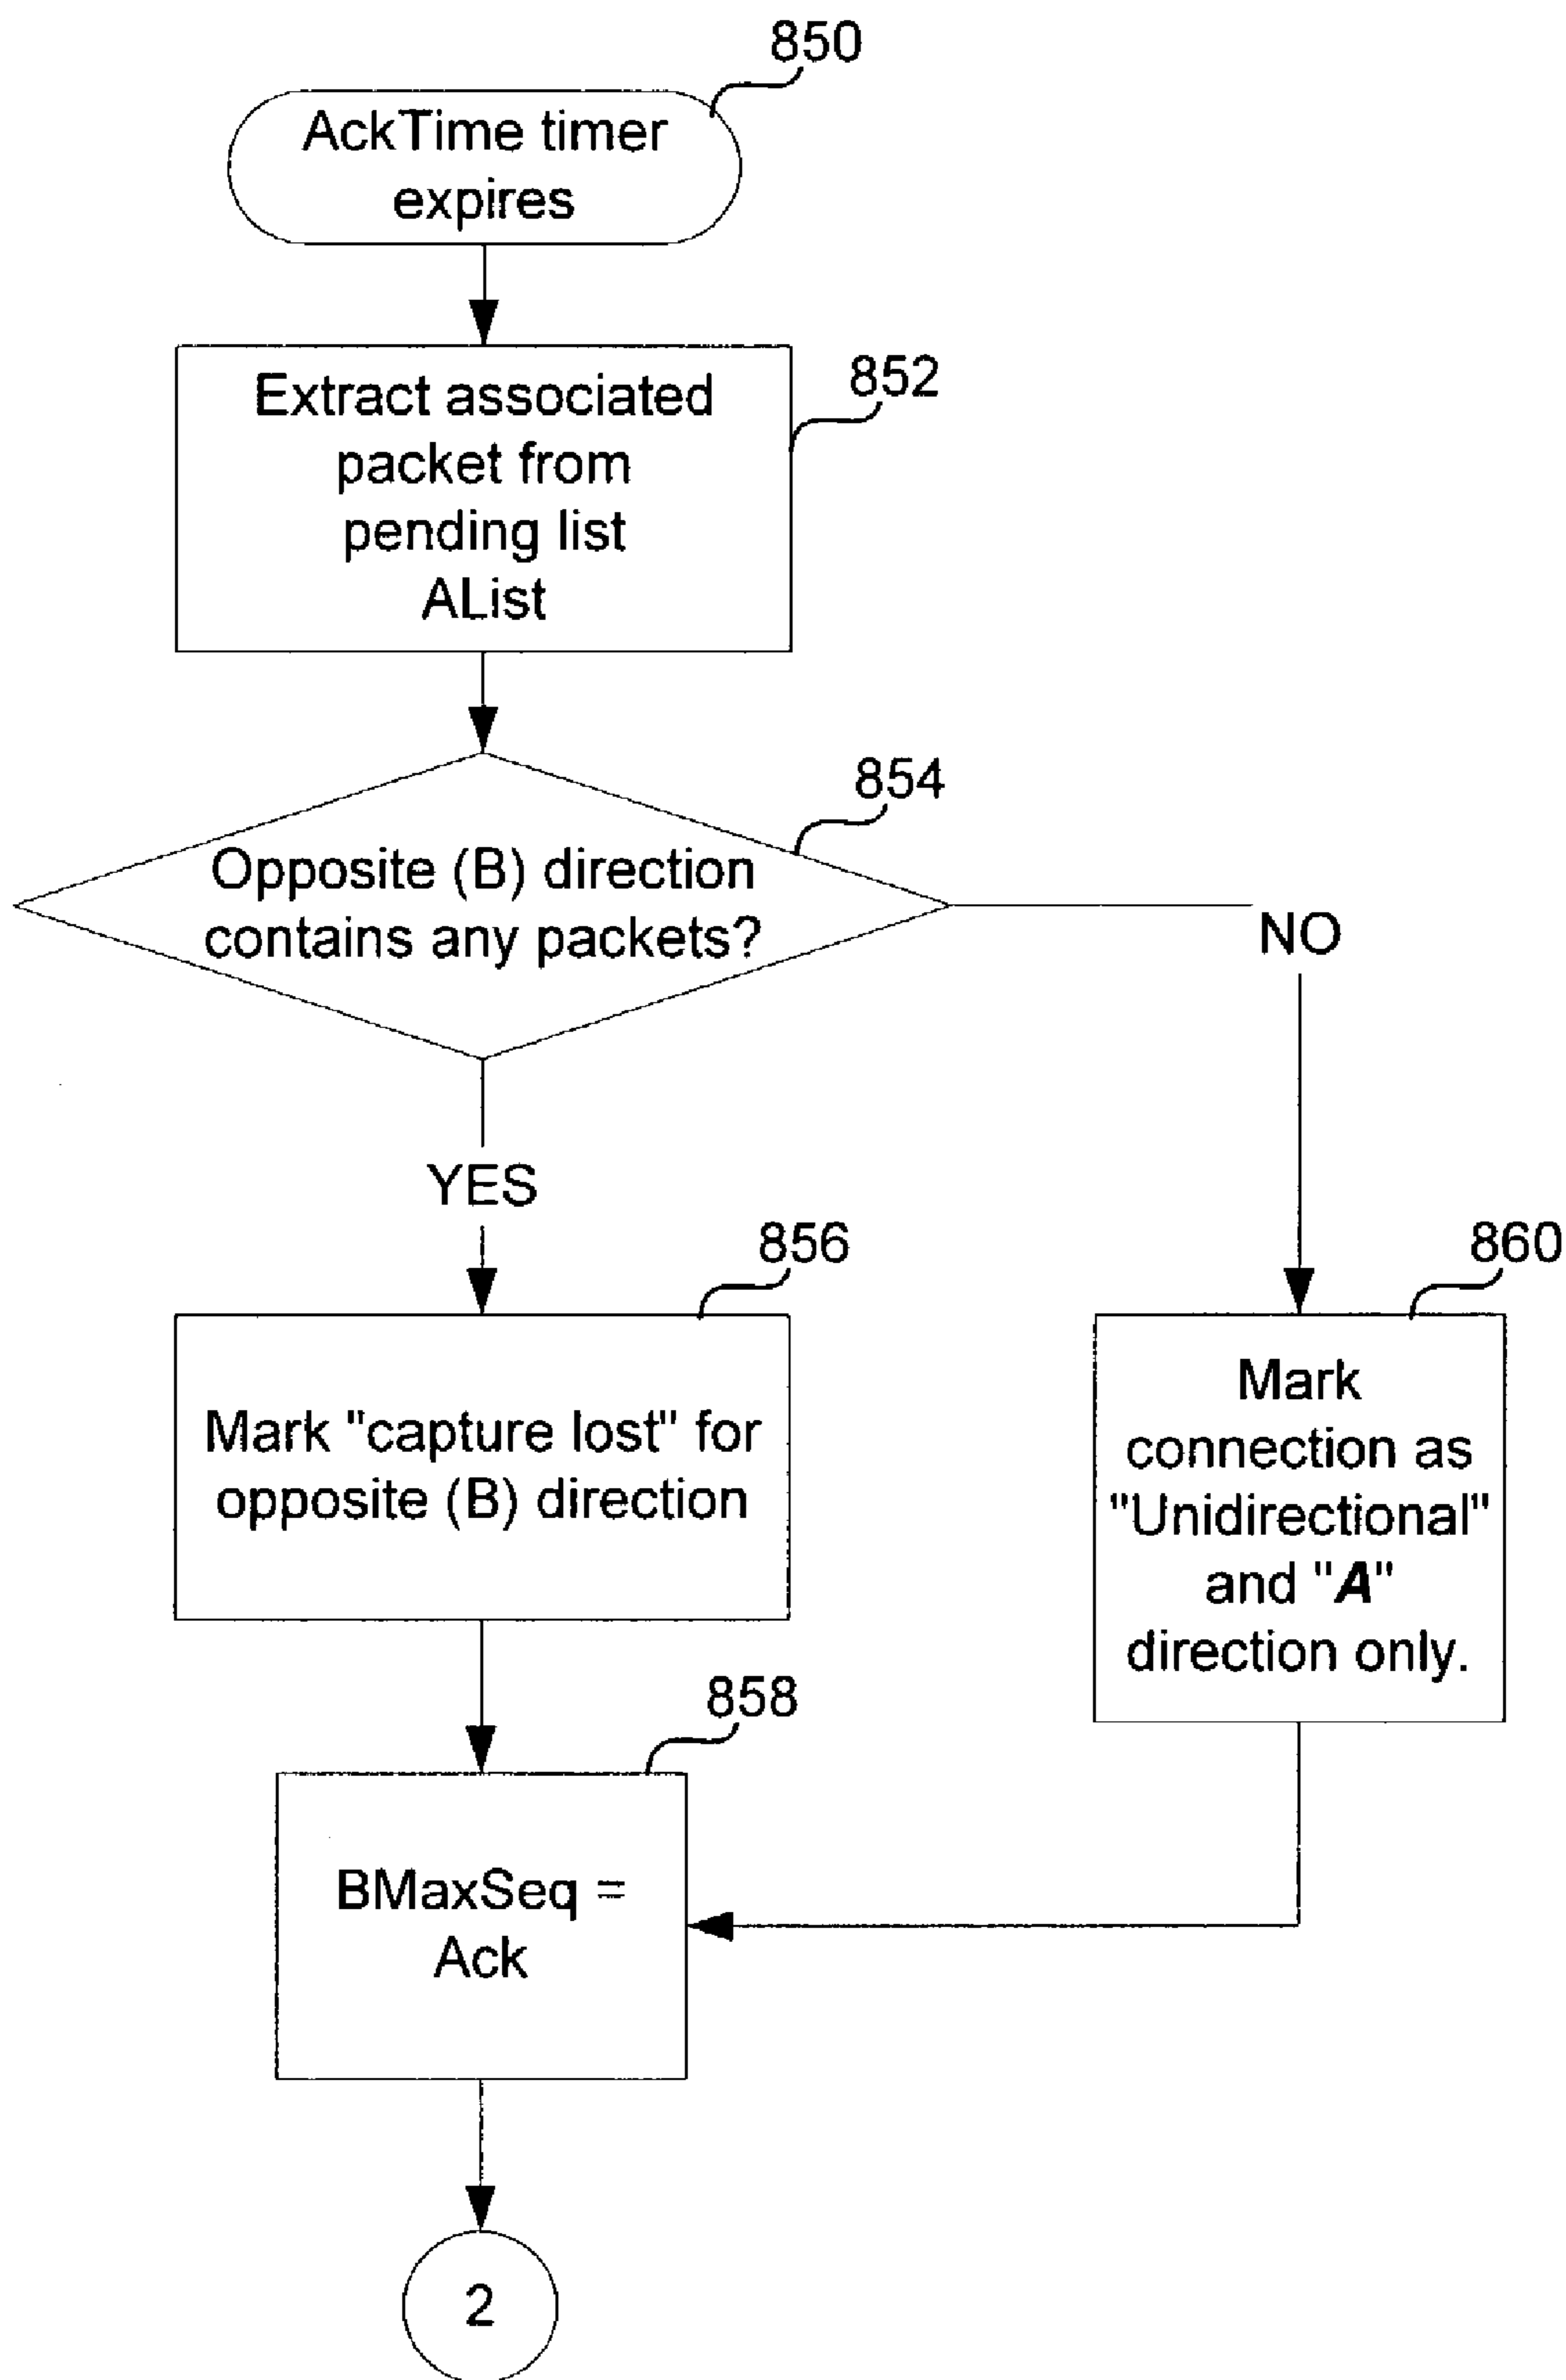 850
AckTime timer
expires
852
Extract associated
packet from
pending list
AList
854
Opposite (B) direction
contains any packets?
NO
YES
856
Mark "capture lost" for
opposite (B) direction
860
Mark
connection as
"Unidirectional"
and "A"
direction only.
858
BMaxSeq =
Ack
2